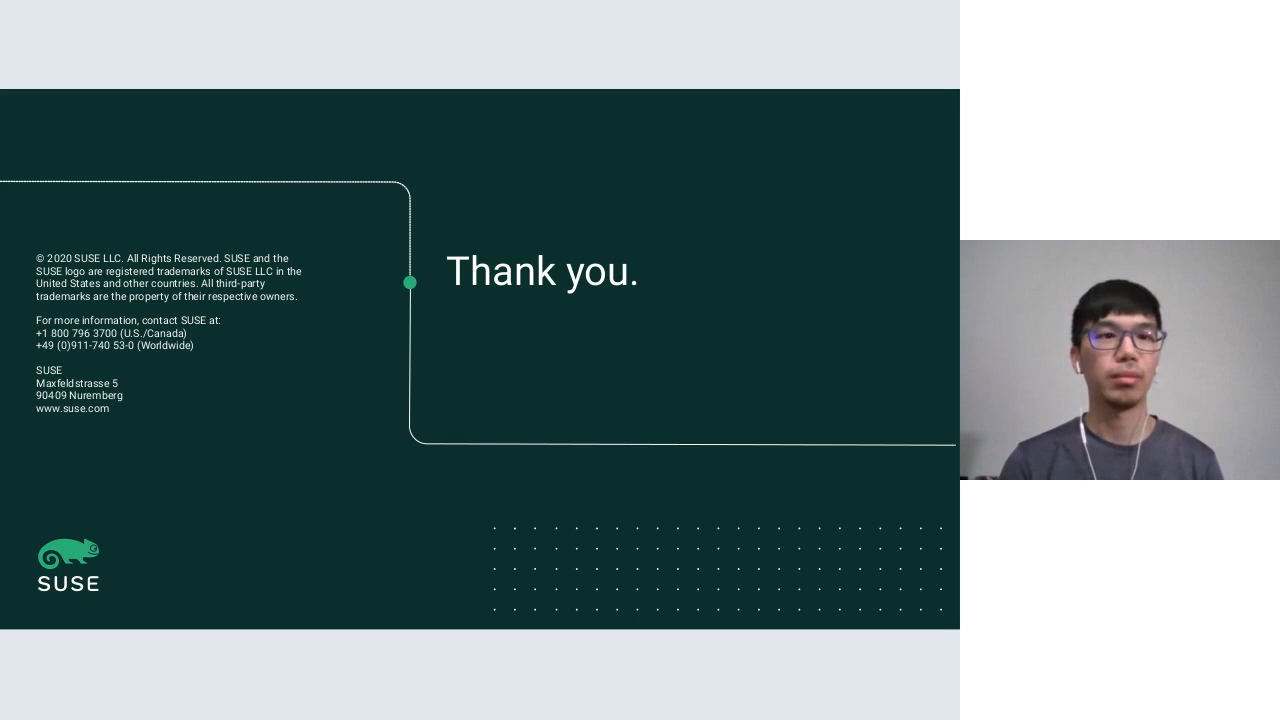 © 2020 SUSE LLC. All Rights Reserved. SUSE and the
SUSE logo are registered trademarks of SUSE LLC in the
United States and other countries. All third-party
trademarks are the property of their respective owners.
For more information, contact SUSE at:
+1 800 796 3700 (U.S./Canada)
+49 (0)911-740 53-0 (Worldwide)
SUSE
Maxfeldstrasse 5
90409 Nuremberg
www.suse.com
Thank you.
SUSE